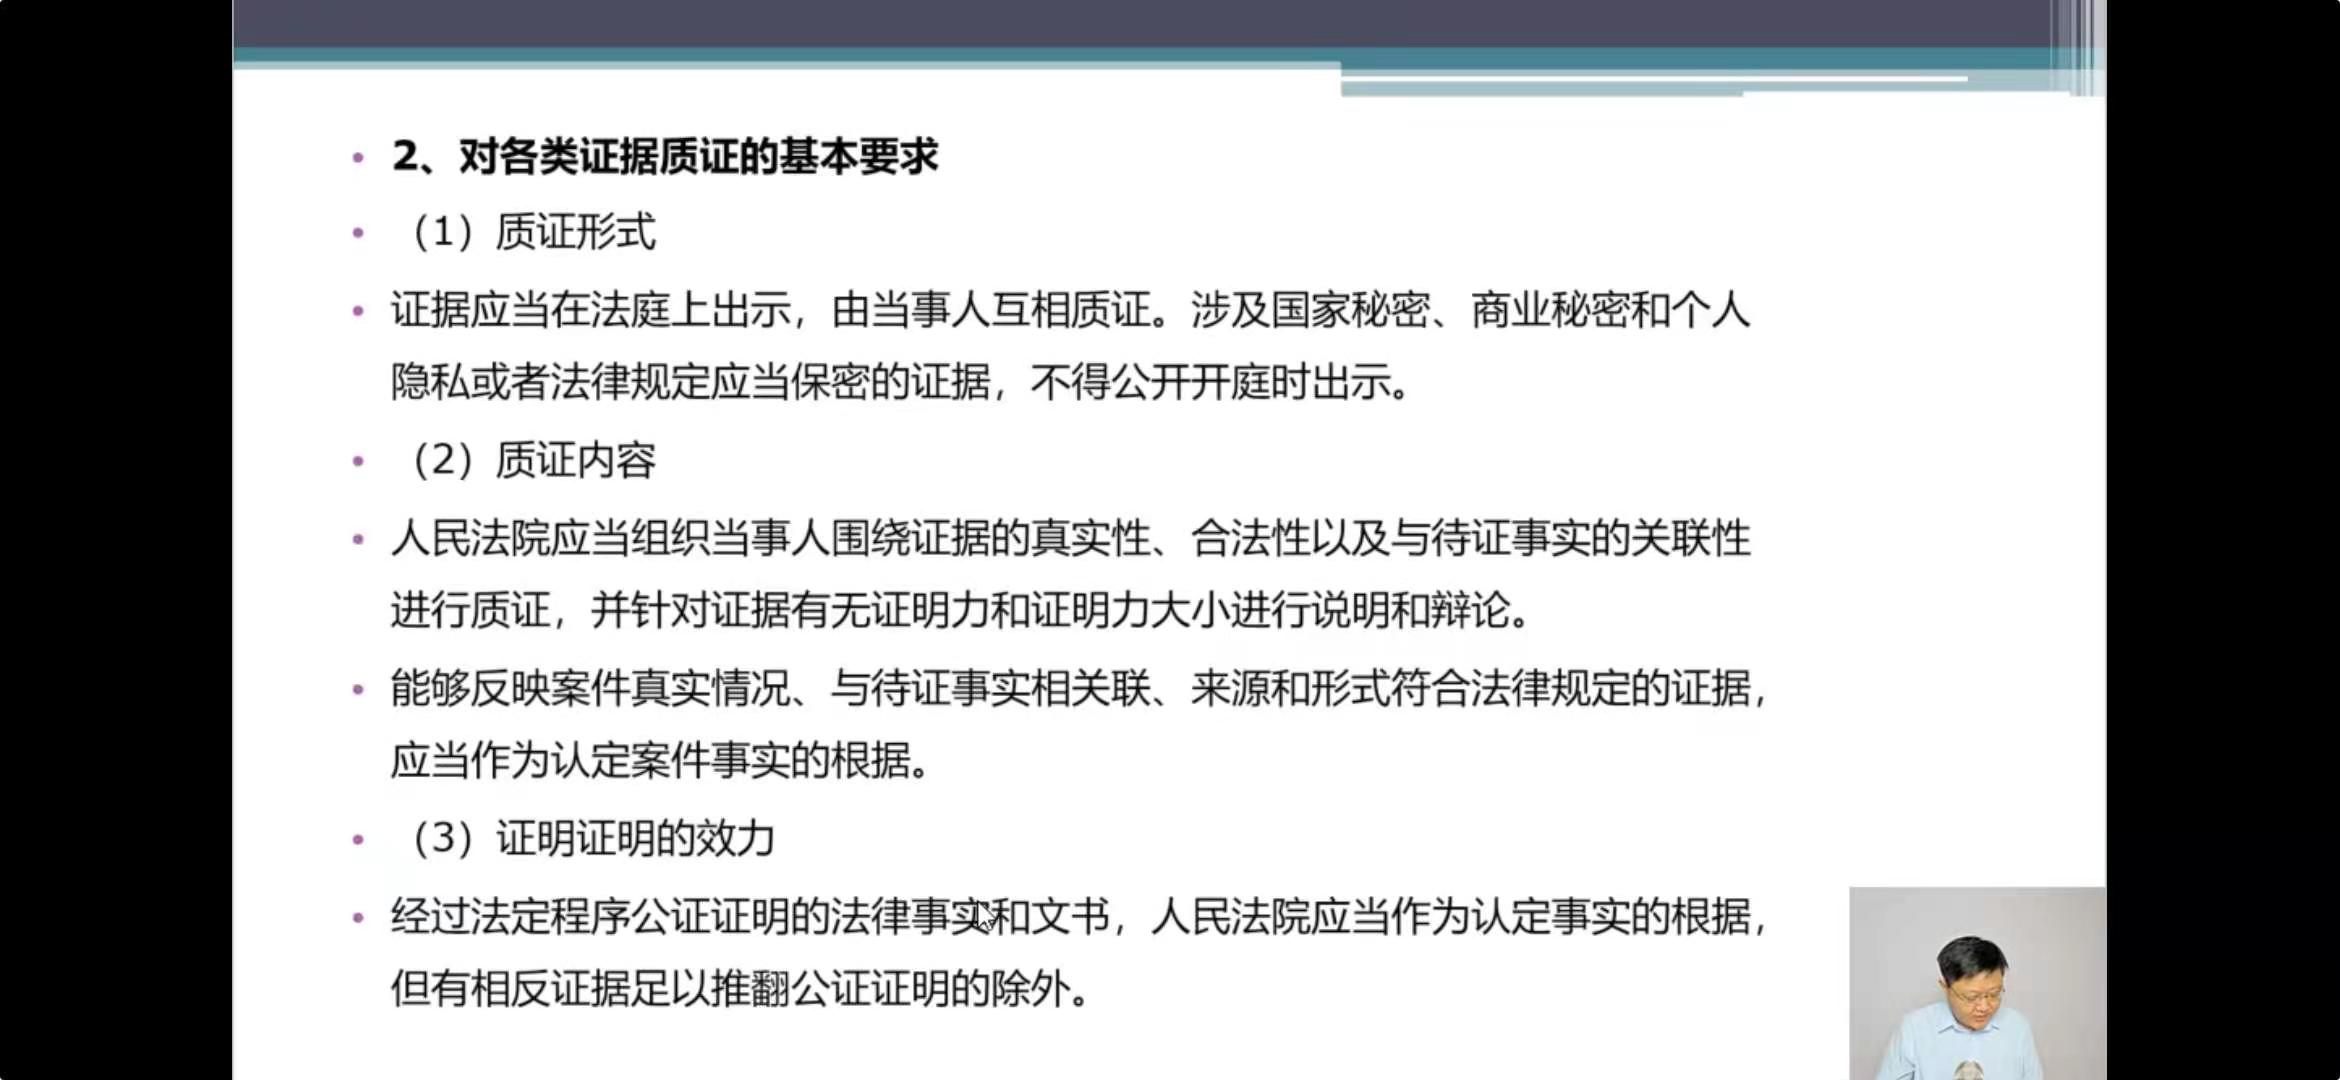 2、对各类证据质证的基本要求
（1）质证形式
证据应当在法庭上出示，由当事人互相质证。涉及国家秘密、商业秘密和个人
隐私或者法律规定应当保密的证据，不得公开开庭时出示。
（2）质证内容
人民法院应当组织当事人围绕证据的真实性、合法性以及与待证事实的关联性
进行质证，并针对证据有无证明力和证明力大小进行说明和辩论。
能够反映案件真实情况、与待证事实相关联、来源和形式符合法律规定的证据，
应当作为认定案件事实的根据。
（3）证明证明的效力
经过法定程序公证证明的法律事实和文书，人民法院应当作为认定事实的根据，
但有相反证据足以推翻公证证明的除外。